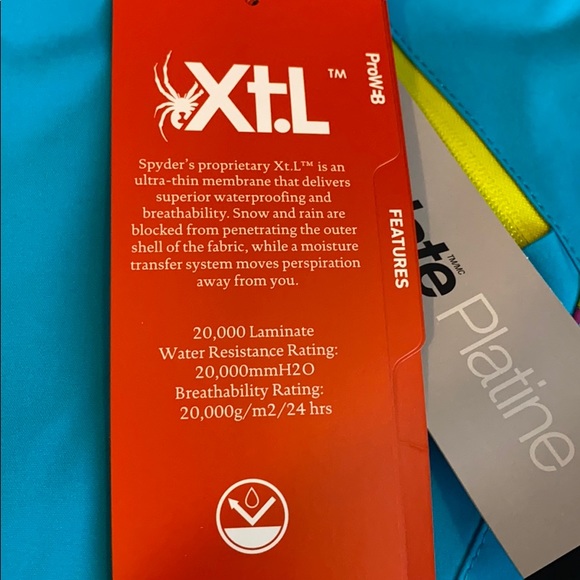 Xt.L™
Spyder's proprietary Xt.L™ is an
ultra-thin membrane that delivers
superior waterproofing and
breathability. Snow and rain are
blocked from penetrating the outer
shell of the fabric, while a moisture
transfer system moves perspiration
away from you.
20,000 Laminate
Water Resistance Rating:
20,000mmH2O
Breathability Rating:
20,000g/m2/24 hrs
ProWEB
FEATURES
TM/MC
Platine